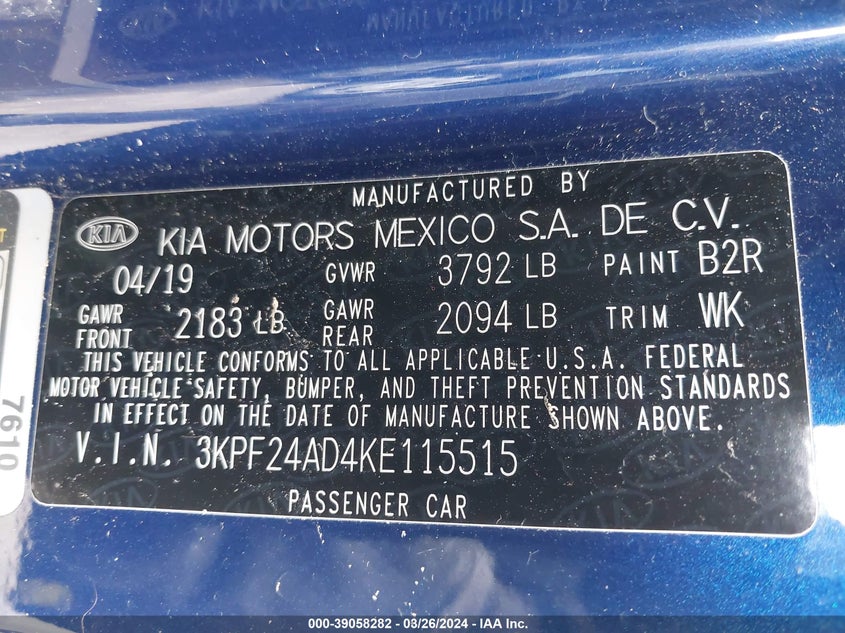 MANUFACTURED BY
KIA KIA MOTORS MEXICO S.A. DE C.V.
04/19 GVWR 3792 LB PAINT B2R
GAWR FRONT 2183 LB GAWR REAR 2094 LB TRIM WK
THIS VEHICLE CONFORMS TO ALL APPLICABLE U.S.A. FEDERAL
MOTOR VEHICLE SAFETY, BUMPER, AND THEFT PREVENTION STANDARDS
IN EFFECT ON THE DATE OF MANUFACTURE SHOWN ABOVE.
V.I.N. 3KPF24AD4KE115515
PASSENGER CAR
7610
000-39058282 - 03/26/2024 - IAA Inc.